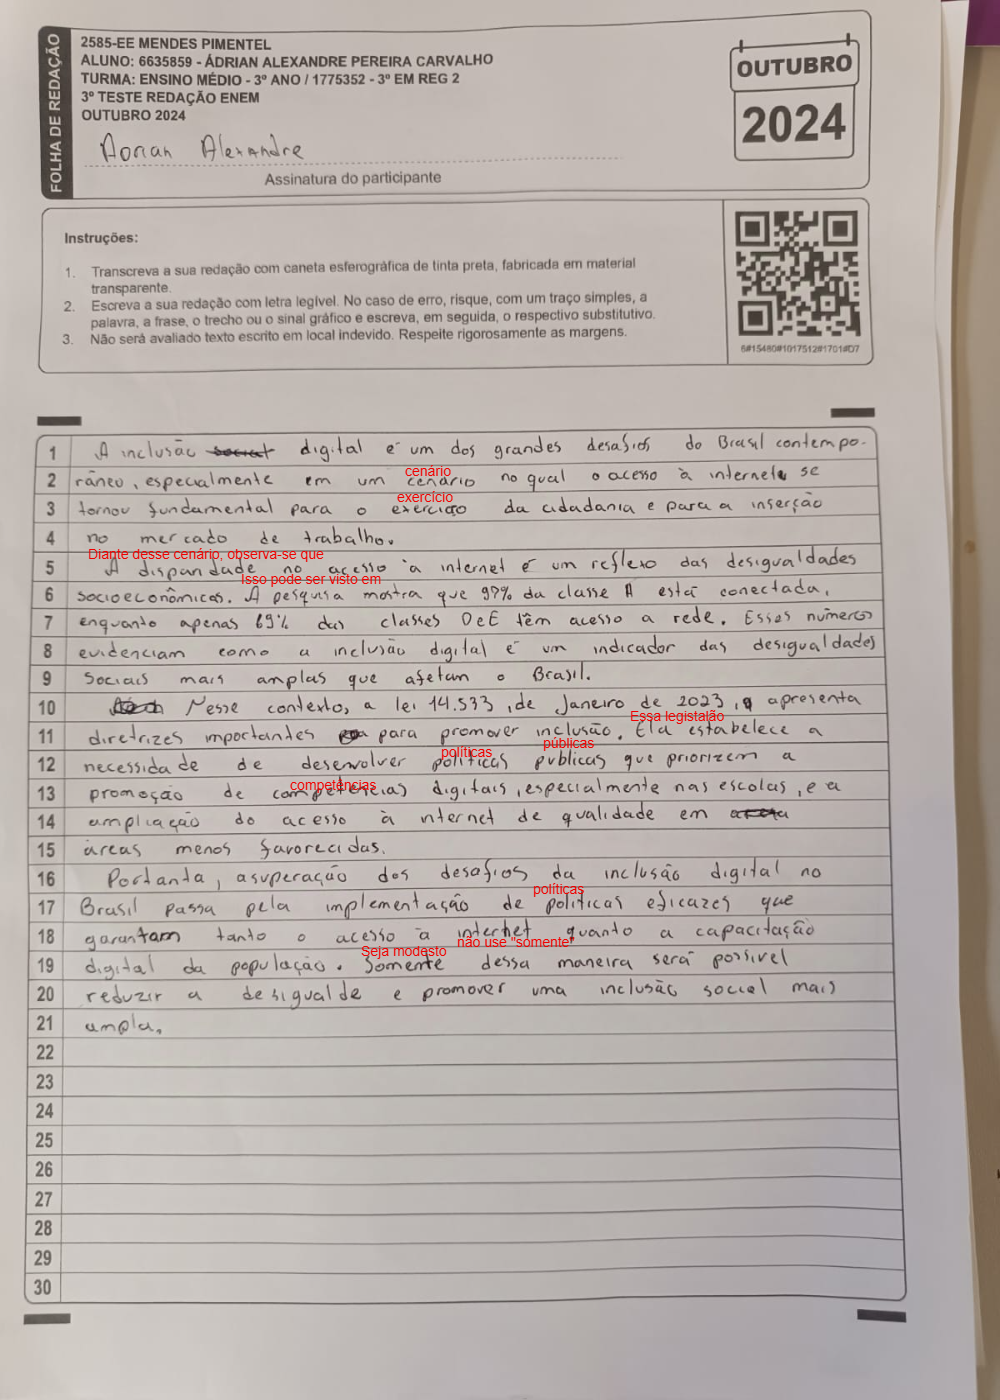 FOLHA DE REDAÇÃO
2585-EE MENDES PIMENTEL
ALUNO: 6635859 - ÁDRIAN ALEXANDRE PEREIRA CARVALHO
TURMA: ENSINO MÉDIO - 3º ANO / 1775352 - 3º EM REG 2
3º TESTE REDAÇÃO ENEM
OUTUBRO 2024
Adrian Alexandre
Assinatura do participante
OUTUBRO
2024
Instruções:
1. Transcreva a sua redação com caneta esferográfica de tinta preta, fabricada em material
transparente.
2. Escreva a sua redação com letra legível. No caso de erro, risque, com um traço simples, a
palavra, a frase, o trecho ou o sinal gráfico e escreva, em seguida, o respectivo substitutivo.
3. Não será avaliado texto escrito em local indevido. Respeite rigorosamente as margens.
6#15480#1017512#1701#D7
1 A inclusão social digital é um dos grandes desafios do Brasil contempo-
cenário
2 râneo, especialmente em um cenário no qual o acesso à internet se
exercício
3 tornou fundamental para o exercício da cidadania e para a inserção
4 no mercado de trabalho.
Diante desse cenário, observa-se que
5 A disparidade no acesso à internet é um reflexo das desigualdades
Isso pode ser visto em
6 socioeconômicas. A pesquisa mostra que 97% da classe A está conectada,
7 enquanto apenas 69% das classes D e E têm acesso a rede. Esses números
8 evidenciam como a inclusão digital é um indicador das desigualdades
9 sociais mais amplas que afetam o Brasil.
10 Nesse contexto, a lei 14.533, de Janeiro de 2023, apresenta
Essa legistalão
11 diretrizes importantes para promover inclusão. Ela estabelece a
políticas públicas
12 necessidade de desenvolver políticas públicas que priorizem a
competências
13 promoção de competências digitais, especialmente nas escolas, e a
14 ampliação do acesso à internet de qualidade em
15 áreas menos favorecidas.
16 Portanta, a superação dos desafios da inclusão digital no
políticas
17 Brasil passa pela implementação de políticas eficazes que
18 garantam tanto o acesso à internet quanto a capacitação
Seja modesto não use "somente"
19 digital da população. Somente dessa maneira será possivel
20 reduzir a desigualde e promover uma inclusão social mais
21 ampla.
22
23
24
25
26
27
28
29
30